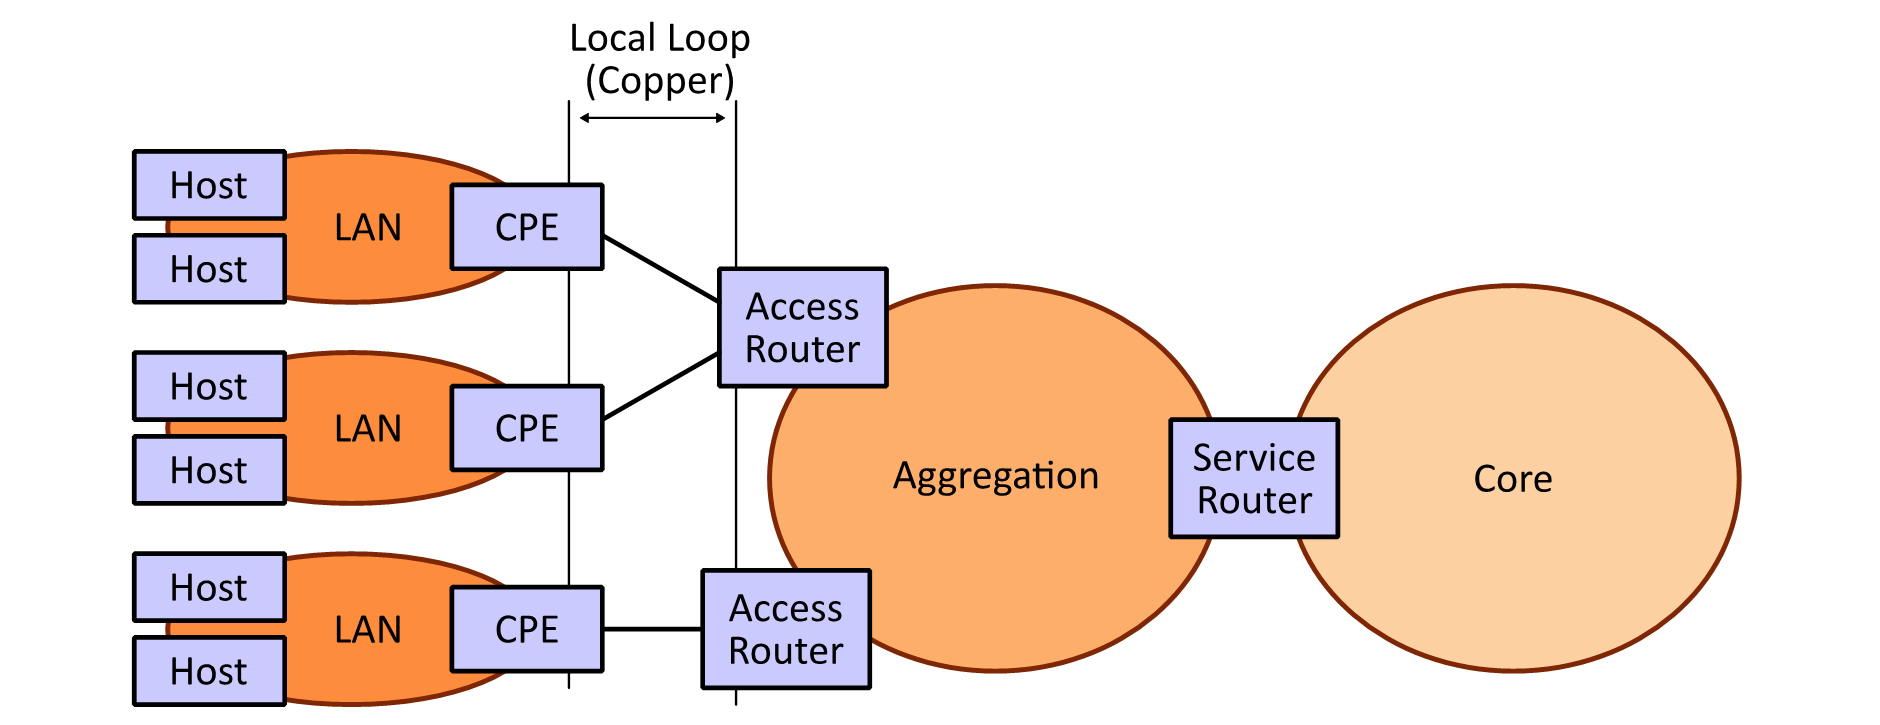 Local Loop
(Copper)
Host
LAN
CPE
Host
Access
Router
Host
LAN
CPE
Host
Aggregation
Service
Router
Core
Host
LAN
CPE
Host
Access
Router